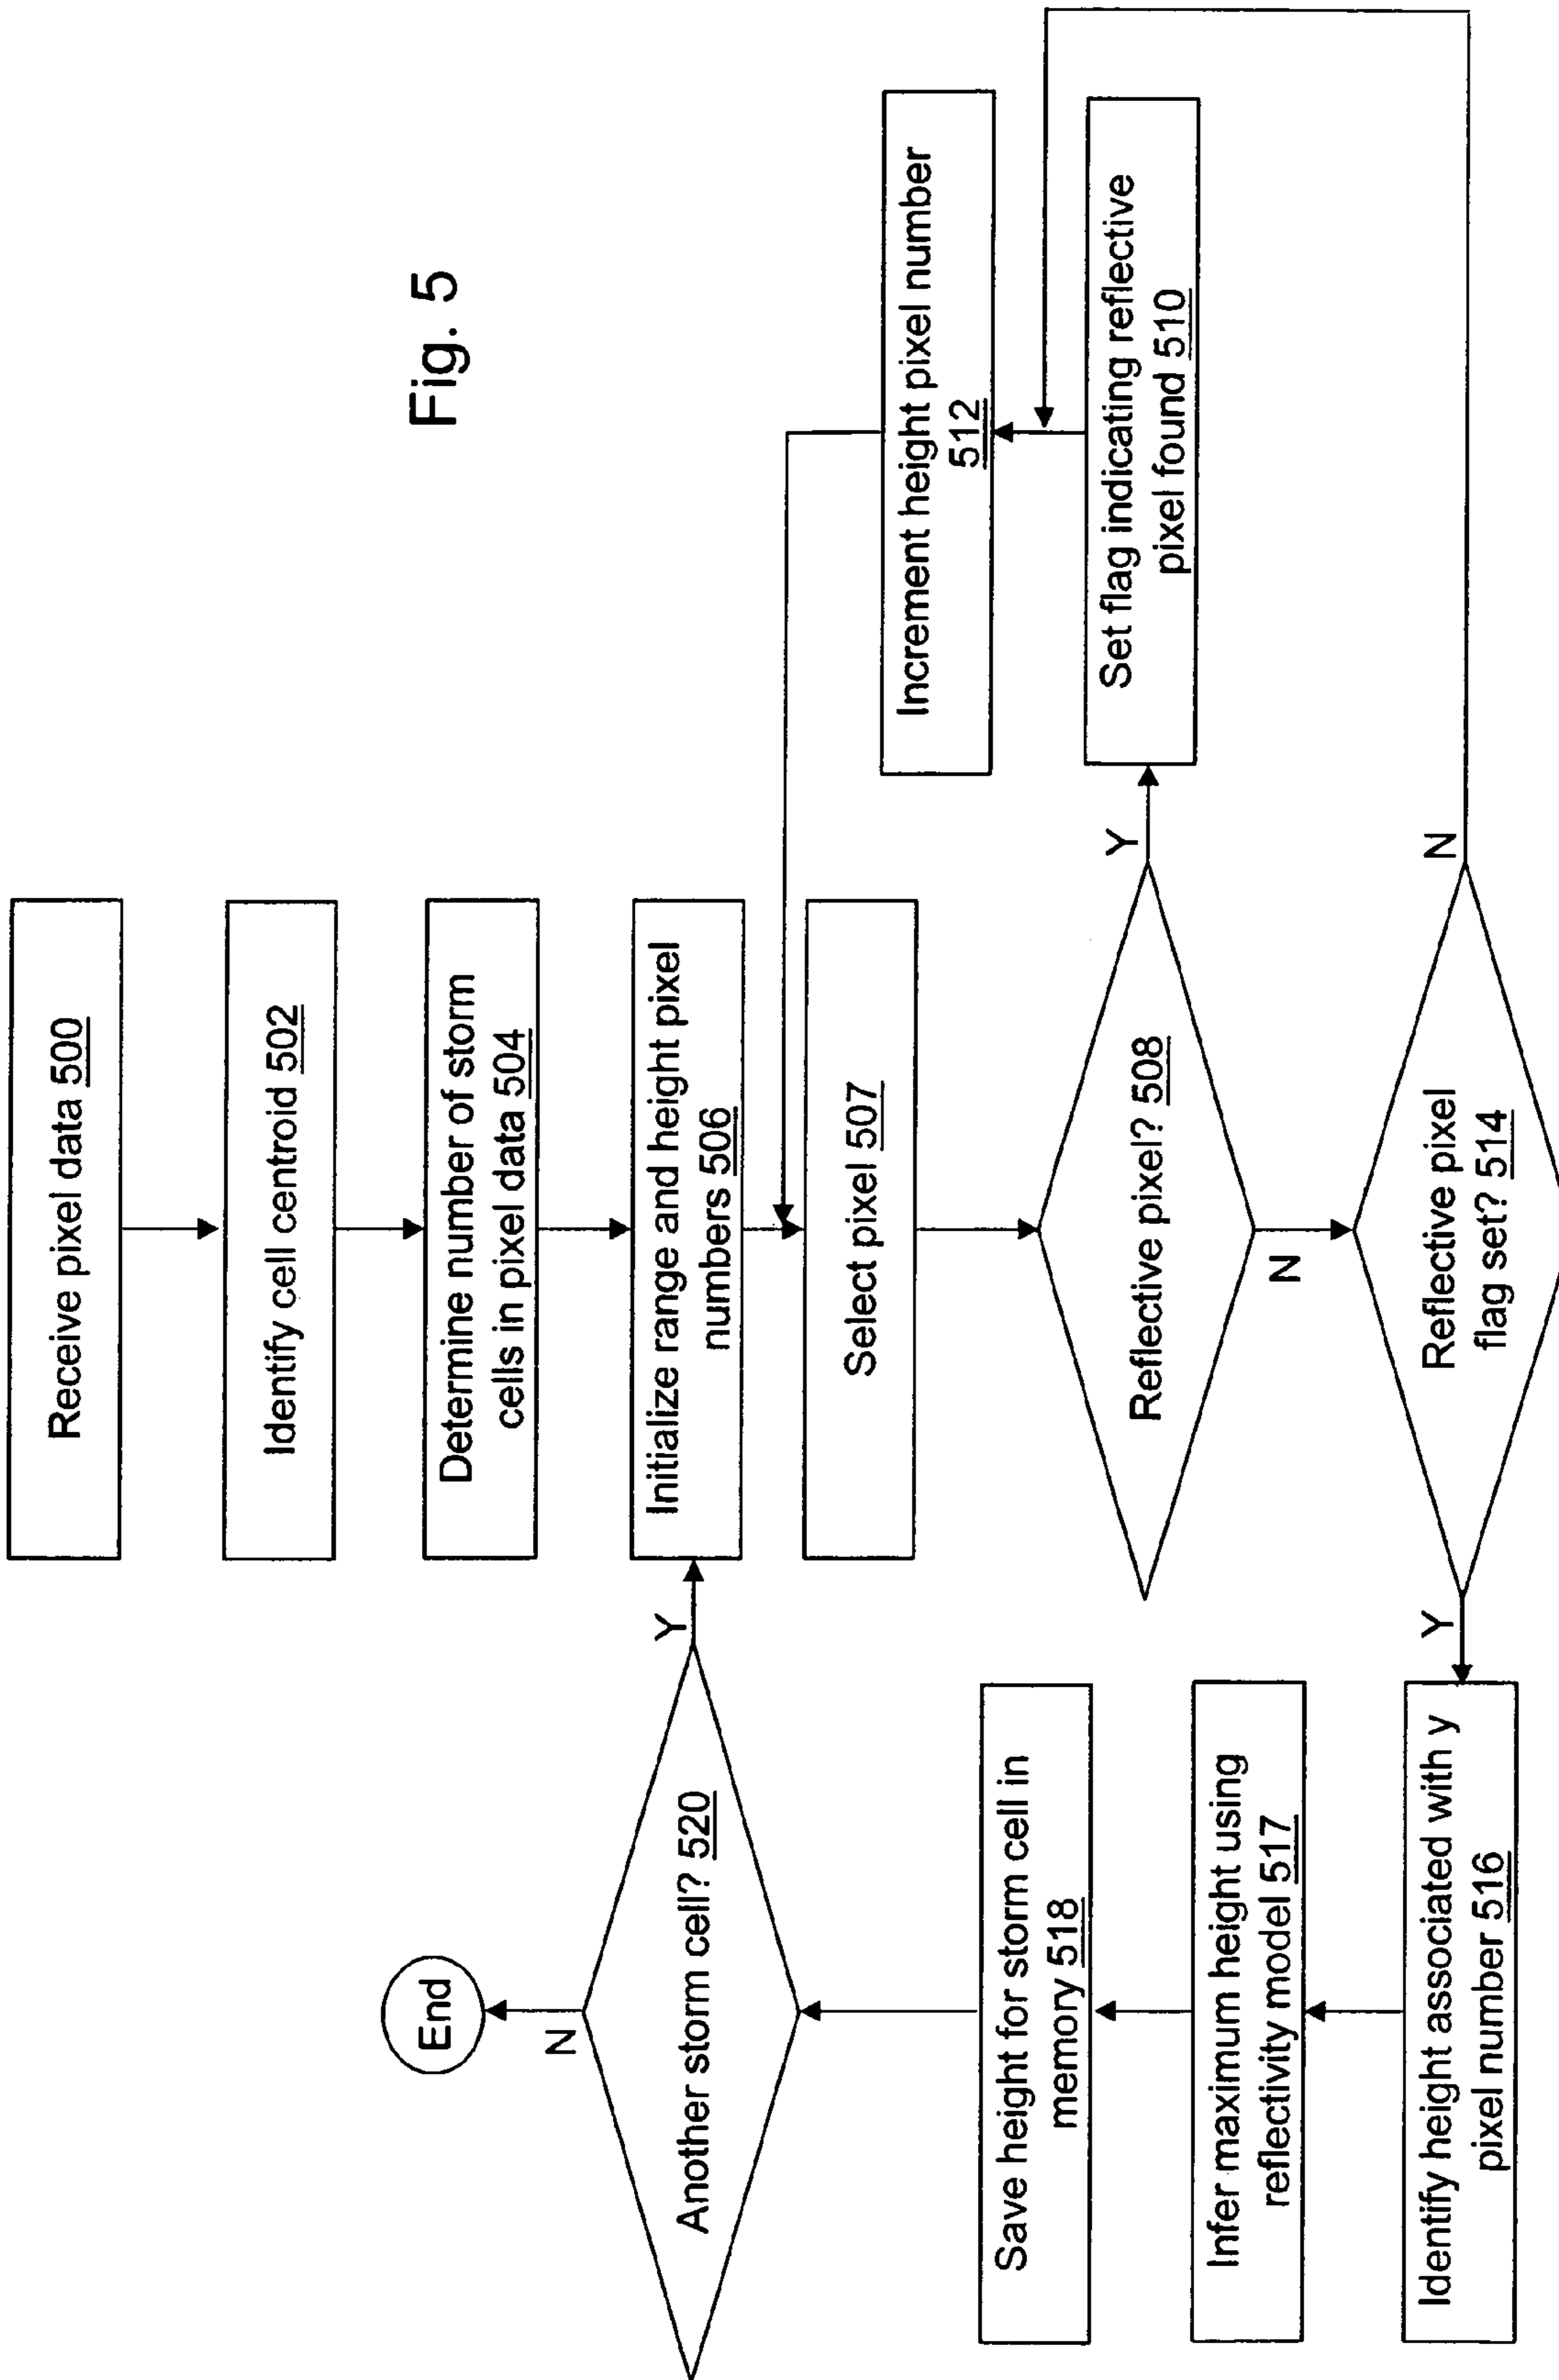 Fig. 5
Receive pixel data 500
Identify cell centroid 502
Determine number of storm
cells in pixel data 504
Initialize range and height pixel
numbers 506
Select pixel 507
Reflective pixel? 508
Y
N
Set flag indicating reflective
pixel found 510
Increment height pixel number
512
Reflective pixel
flag set? 514
N
Y
Identify height associated with y
pixel number 516
Infer maximum height using
reflectivity model 517
Save height for storm cell in
memory 518
Another storm cell? 520
Y
N
End